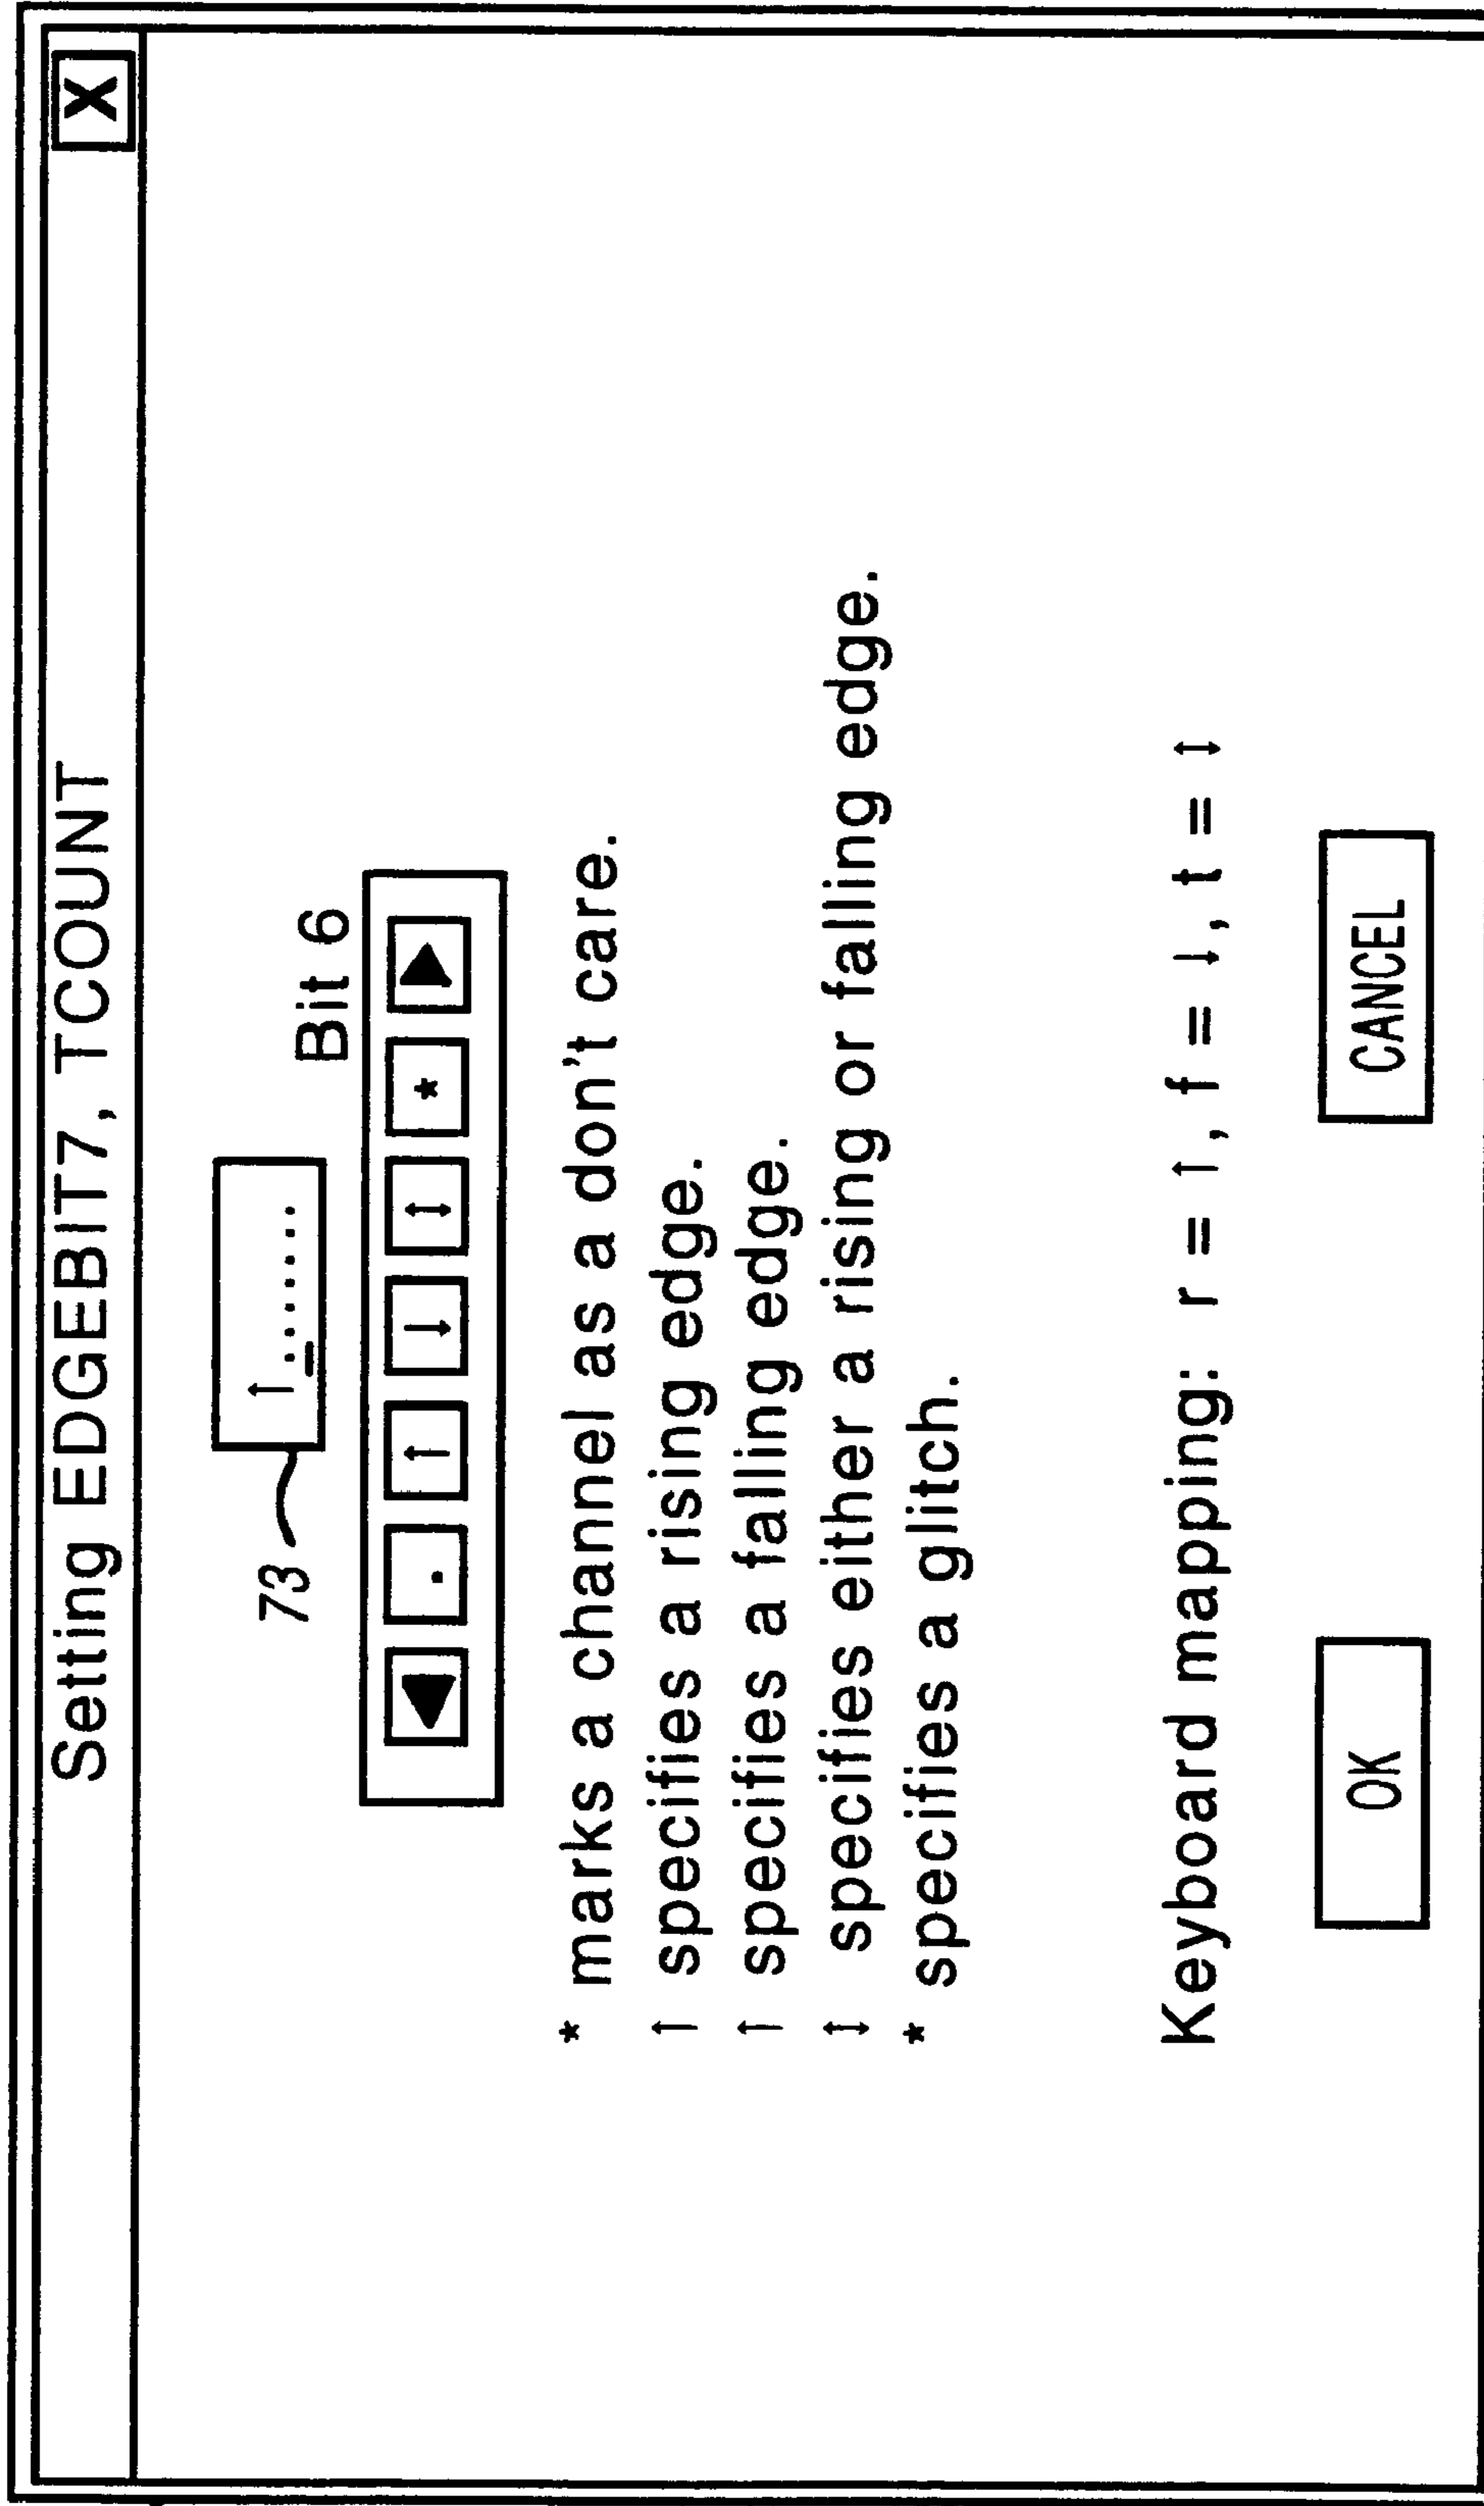 Setting EDGEBIT7, TCOUNT
X
73
↑.......
Bit 6
◀ . ↑ ↓ ↕ * ▶
* marks a channel as a don't care.
↑ specifies a rising edge.
↑ specifies a falling edge.
↕ specifies either a rising or falling edge.
* specifies a glitch.
Keyboard mapping: r = ↑, f = ↓, t = ↕
OK
CANCEL